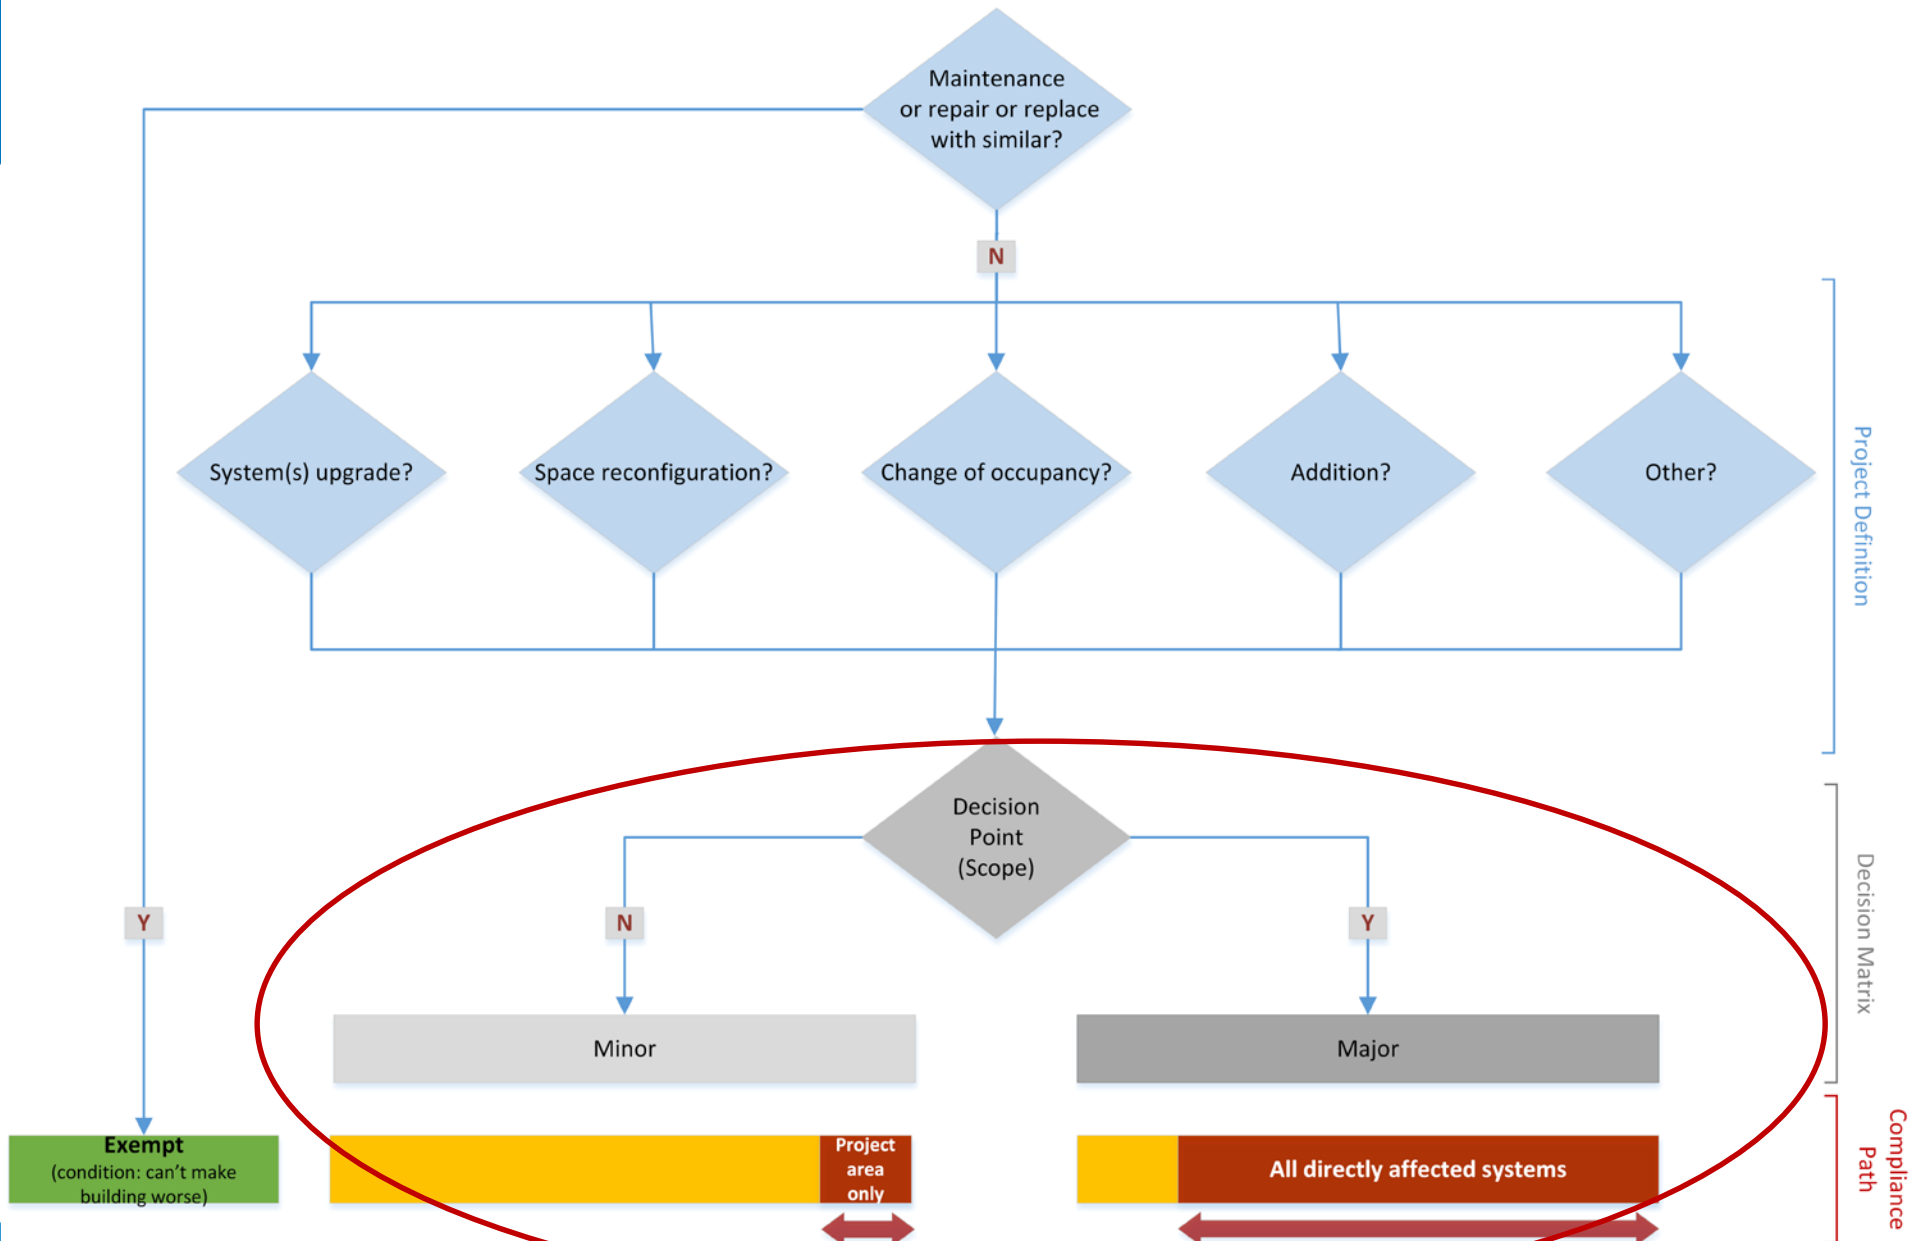 Maintenance
or repair or replace
with similar?
N
System(s) upgrade?
Space reconfiguration?
Change of occupancy?
Addition?
Other?
Project Definition
Decision
Point
(Scope)
Y
N
Y
Decision Matrix
Minor
Major
Exempt
(condition: can't make
building worse)
Project
area
only
All directly affected systems
Compliance
Path